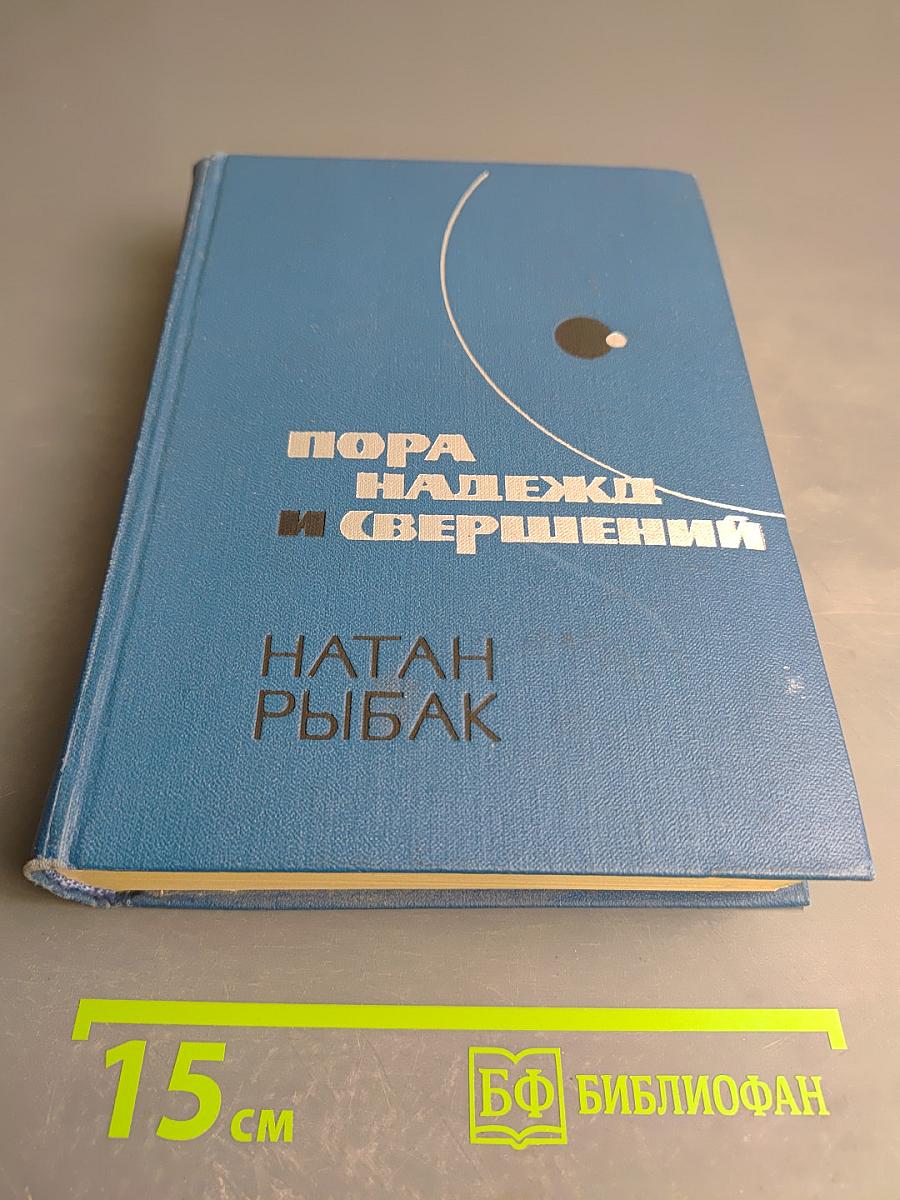 ПОРА
НАДЕЖД
И СВЕРШЕНИЙ
НАТАН
РЫБАК
15 см
БФ БИБЛИОФАН